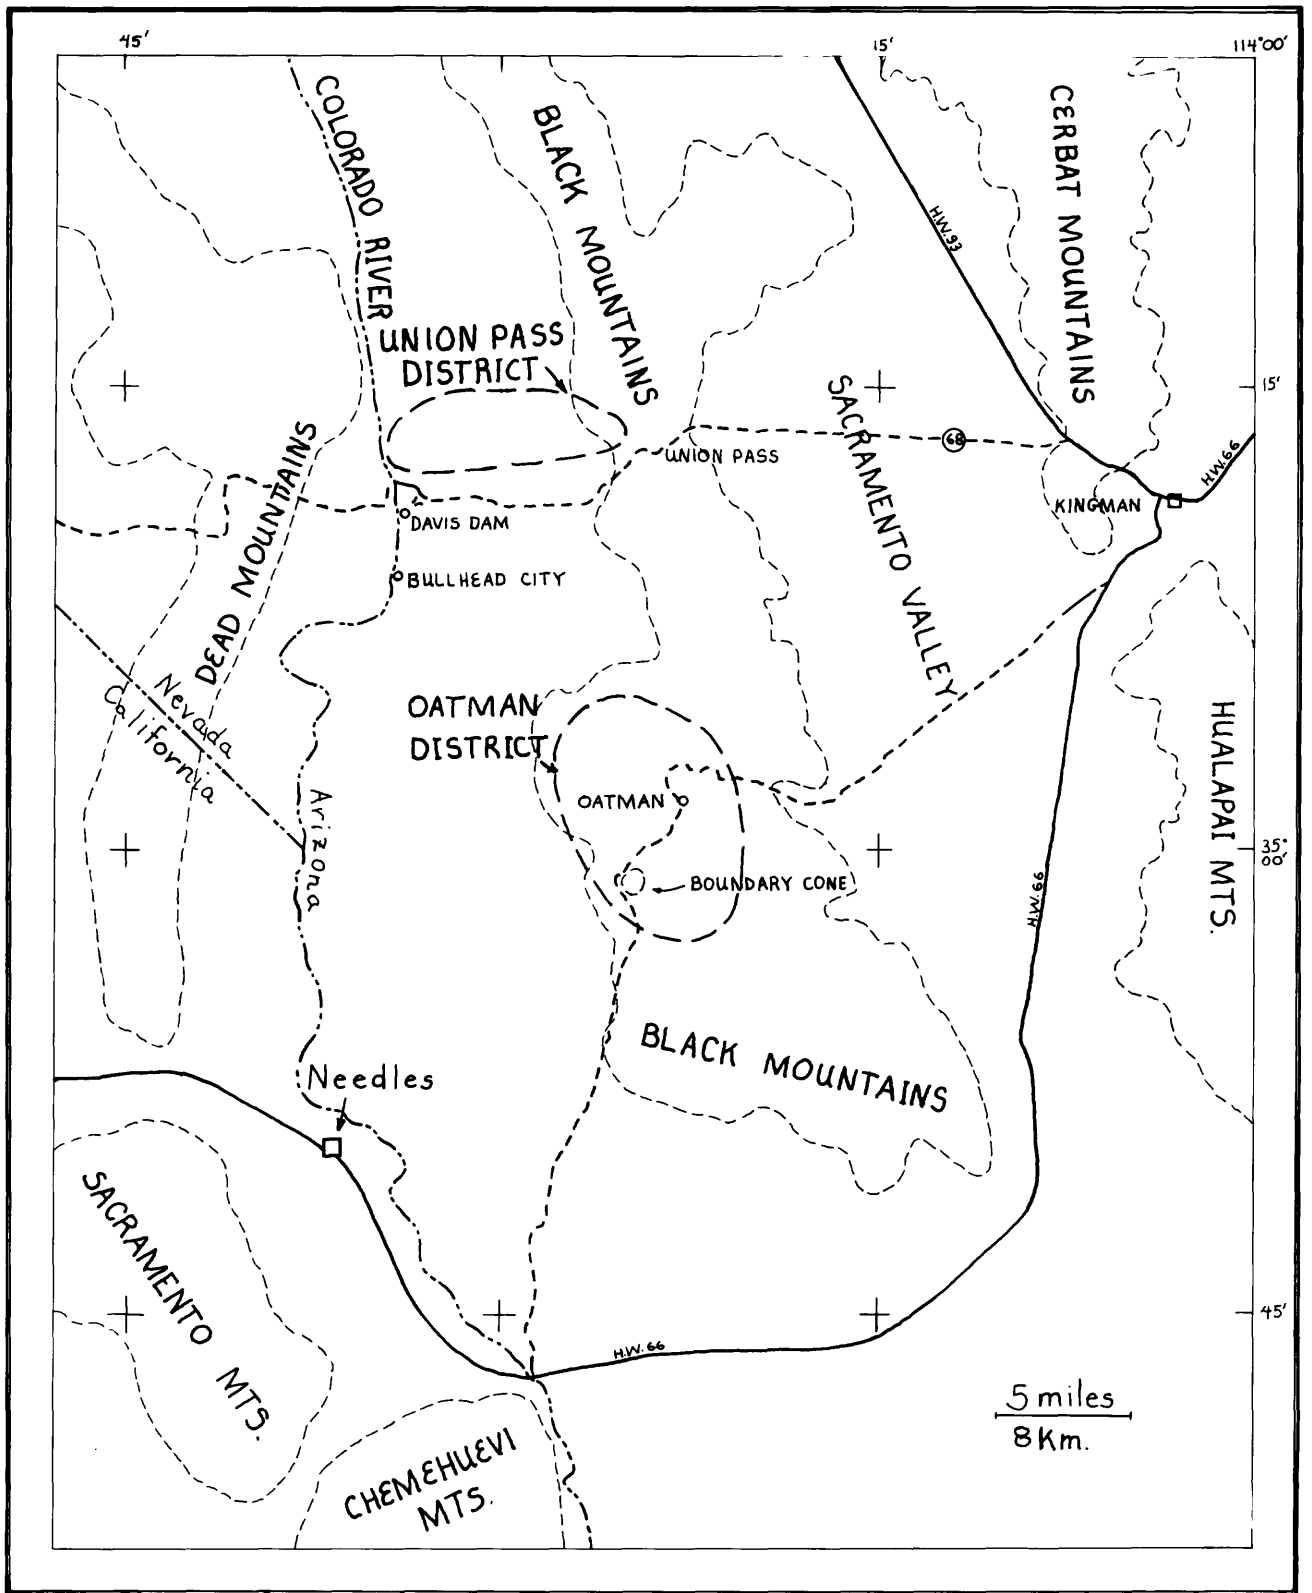 45'
15'
114°00'
COLORADO RIVER
BLACK MOUNTAINS
H.W.93
CERBAT MOUNTAINS
UNION PASS
DISTRICT
15'
SACRAMENTO VALLEY
68
UNION PASS
H.W.66
KINGMAN
DEAD MOUNTAINS
DAVIS DAM
BULLHEAD CITY
Nevada
California
OATMAN
DISTRICT
HUALAPAI MTS.
OATMAN
Arizona
35°
00'
BOUNDARY CONE
H.W.66
BLACK MOUNTAINS
Needles
SACRAMENTO MTS.
45'
H.W.66
5 miles
8 Km.
CHEMEHUEVI
MTS.